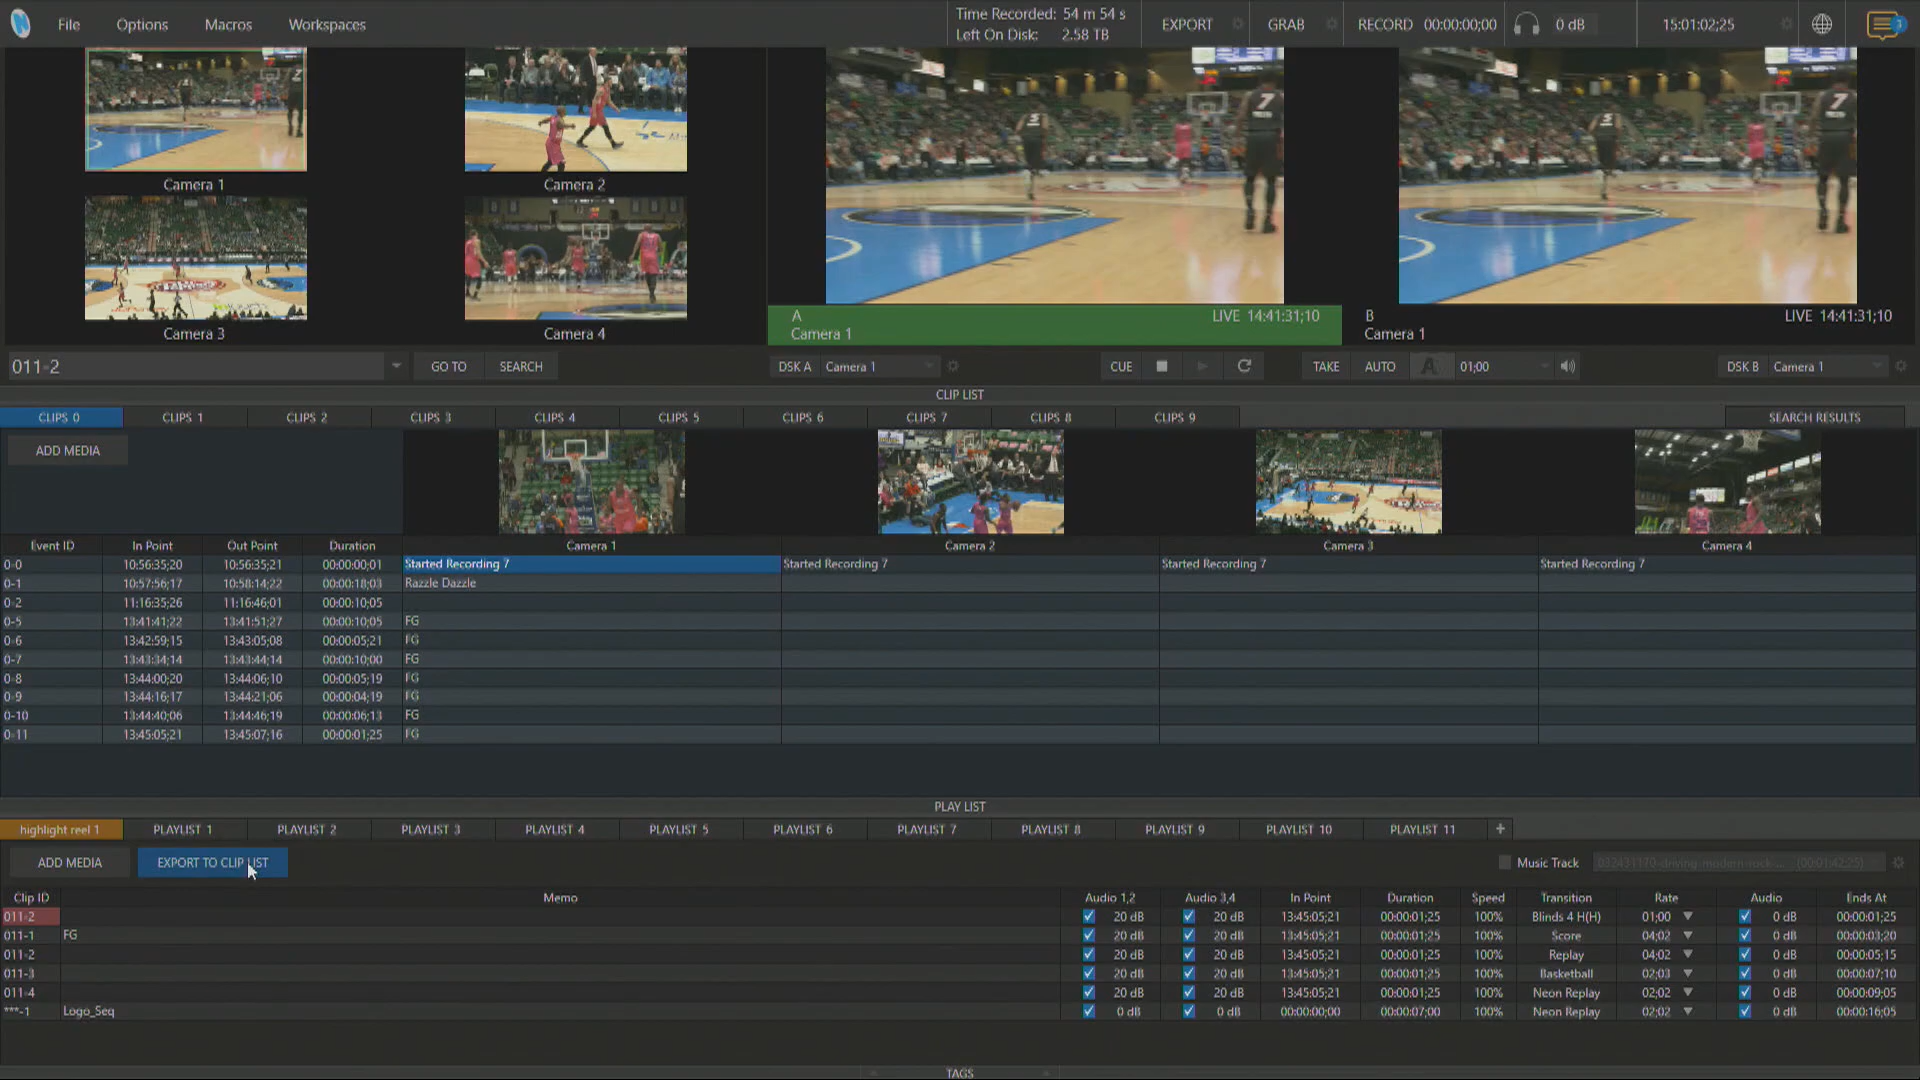 File Options Macros Workspaces
Time Recorded: 54 m 54 s
Left On Disk: 2.58 TB
EXPORT GRAB RECORD 00:00:00;00 0 dB 15:01:02;25
Camera 1 Camera 2
Camera 3 Camera 4
A LIVE 14:41:31;10
Camera 1
B LIVE 14:41:31;10
Camera 1
011-2 GO TO SEARCH DSK A Camera 1 CUE TAKE AUTO A 01;00 DSK B Camera 1
CLIP LIST
CLIPS 0 CLIPS 1 CLIPS 2 CLIPS 3 CLIPS 4 CLIPS 5 CLIPS 6 CLIPS 7 CLIPS 8 CLIPS 9 SEARCH RESULTS
ADD MEDIA
Event ID In Point Out Point Duration Camera 1 Camera 2 Camera 3 Camera 4
0-0 10:56:35;20 10:56:35;21 00:00:00;01 Started Recording 7 Started Recording 7 Started Recording 7 Started Recording 7
0-1 10:57:56;17 10:58:14;22 00:00:18;03 Razzle Dazzle
0-2 11:16:35;26 11:16:46;01 00:00:10;05
0-5 13:41:41;22 13:41:51;27 00:00:10;05 FG
0-6 13:42:59;15 13:43:05;08 00:00:05;21 FG
0-7 13:43:34;14 13:43:44;14 00:00:10;00 FG
0-8 13:44:00;20 13:44:06;10 00:00:05;19 FG
0-9 13:44:16;17 13:44:21;06 00:00:04;19 FG
0-10 13:44:40;06 13:44:46;19 00:00:06;13 FG
0-11 13:45:05;21 13:45:07;16 00:00:01;25 FG
PLAY LIST
highlight reel 1 PLAYLIST 1 PLAYLIST 2 PLAYLIST 3 PLAYLIST 4 PLAYLIST 5 PLAYLIST 6 PLAYLIST 7 PLAYLIST 8 PLAYLIST 9 PLAYLIST 10 PLAYLIST 11 +
ADD MEDIA EXPORT TO CLIP LIST Music Track 032431170-driving-modern-rock-... (00:01:42;25)
Clip ID Memo Audio 1,2 Audio 3,4 In Point Duration Speed Transition Rate Audio Ends At
011-2 20 dB 20 dB 13:45:05;21 00:00:01;25 100% Blinds 4 H(H) 01;00 0 dB 00:00:01;25
011-1 FG 20 dB 20 dB 13:45:05;21 00:00:01;25 100% Score 04;02 0 dB 00:00:03;20
011-2 20 dB 20 dB 13:45:05;21 00:00:01;25 100% Replay 04;02 0 dB 00:00:05;15
011-3 20 dB 20 dB 13:45:05;21 00:00:01;25 100% Basketball 02;03 0 dB 00:00:07;10
011-4 20 dB 20 dB 13:45:05;21 00:00:01;25 100% Neon Replay 02;02 0 dB 00:00:09;05
***-1 Logo_Seq 0 dB 0 dB 00:00:00;00 00:00:07;00 100% Neon Replay 02;02 0 dB 00:00:16;05
TAGS